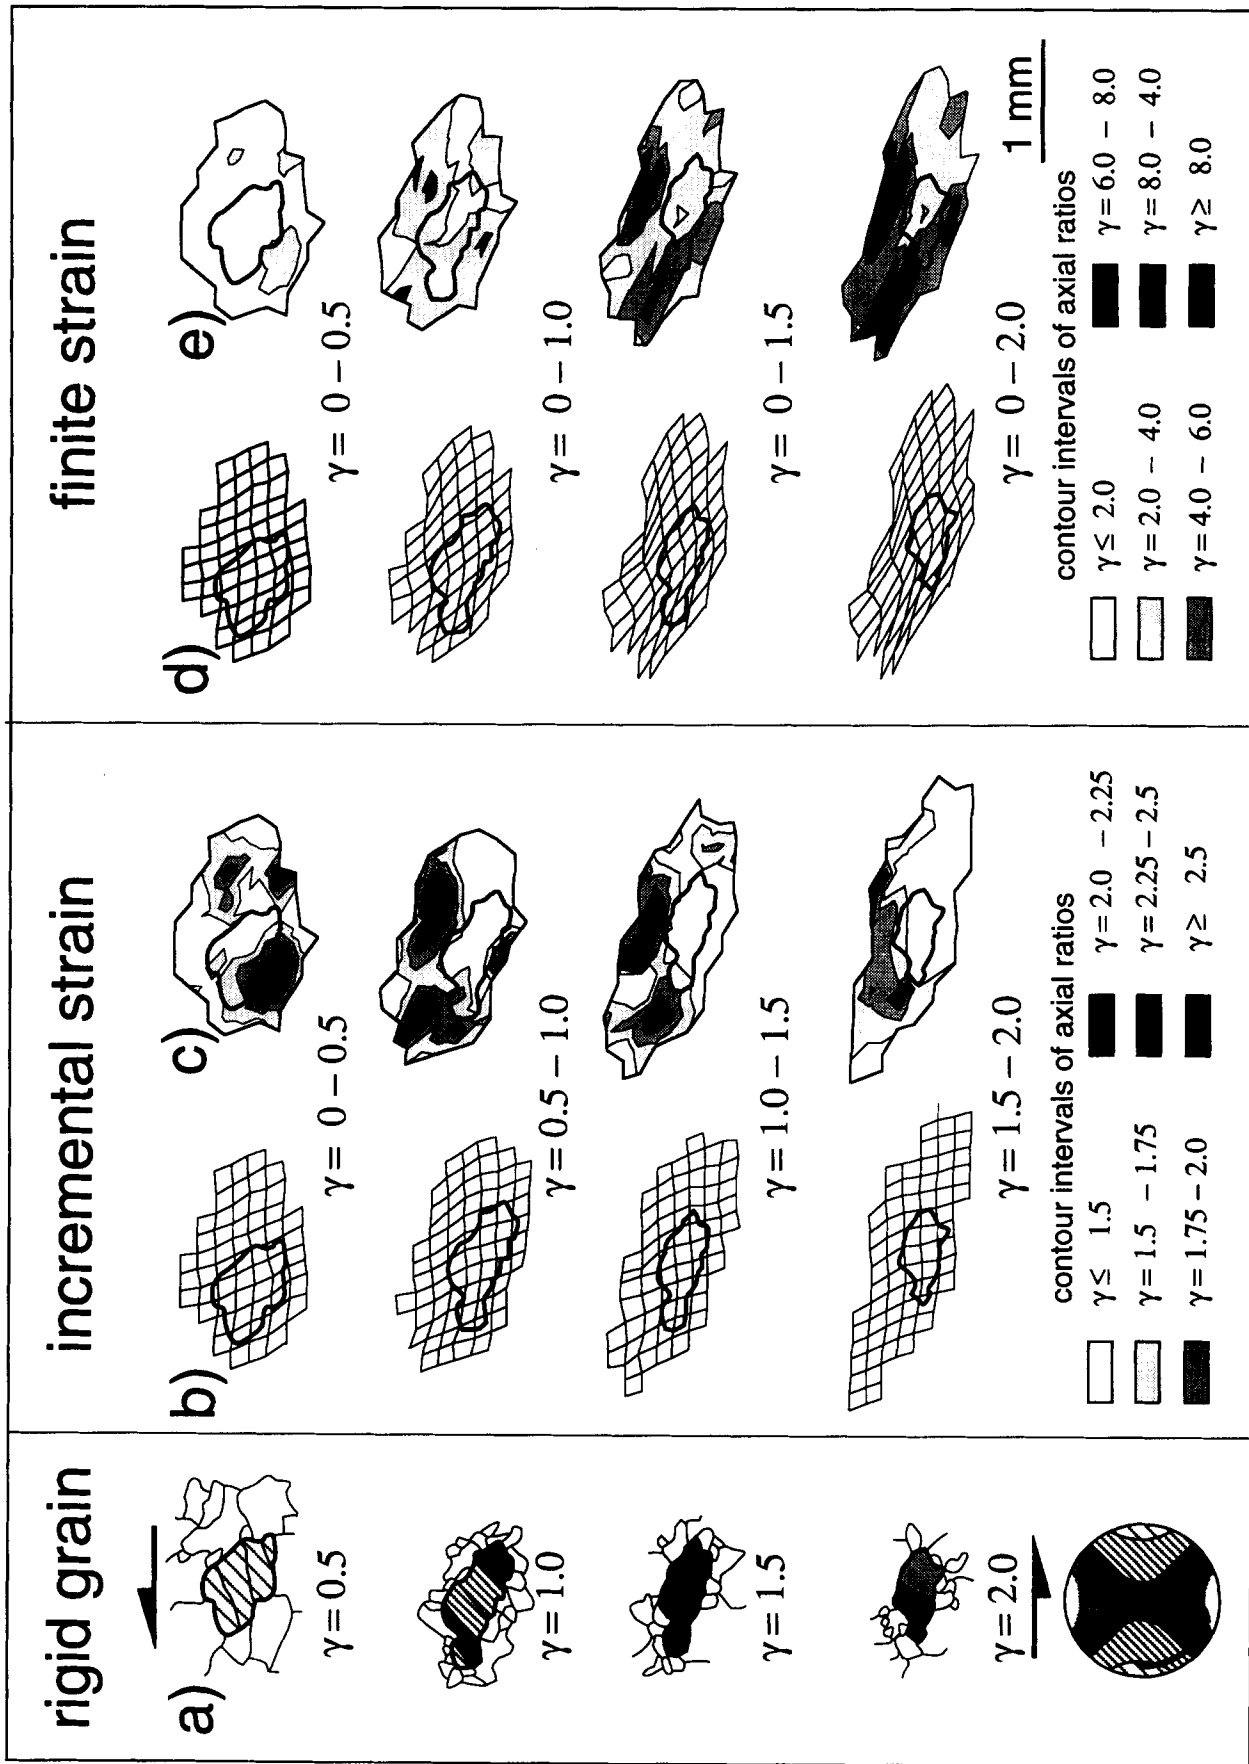 rigid grain
a)
γ = 0.5
γ = 1.0
γ = 1.5
γ = 2.0
incremental strain
b)
c)
γ = 0 – 0.5
γ = 0.5 – 1.0
γ = 1.0 – 1.5
γ = 1.5 – 2.0
contour intervals of axial ratios
γ ≤ 1.5
γ = 2.0 – 2.25
γ = 1.5 – 1.75
γ = 2.25 – 2.5
γ = 1.75 – 2.0
γ ≥ 2.5
finite strain
d)
e)
γ = 0 – 0.5
γ = 0 – 1.0
γ = 0 – 1.5
γ = 0 – 2.0
1 mm
contour intervals of axial ratios
γ ≤ 2.0
γ = 6.0 – 8.0
γ = 2.0 – 4.0
γ = 8.0 – 4.0
γ = 4.0 – 6.0
γ ≥ 8.0